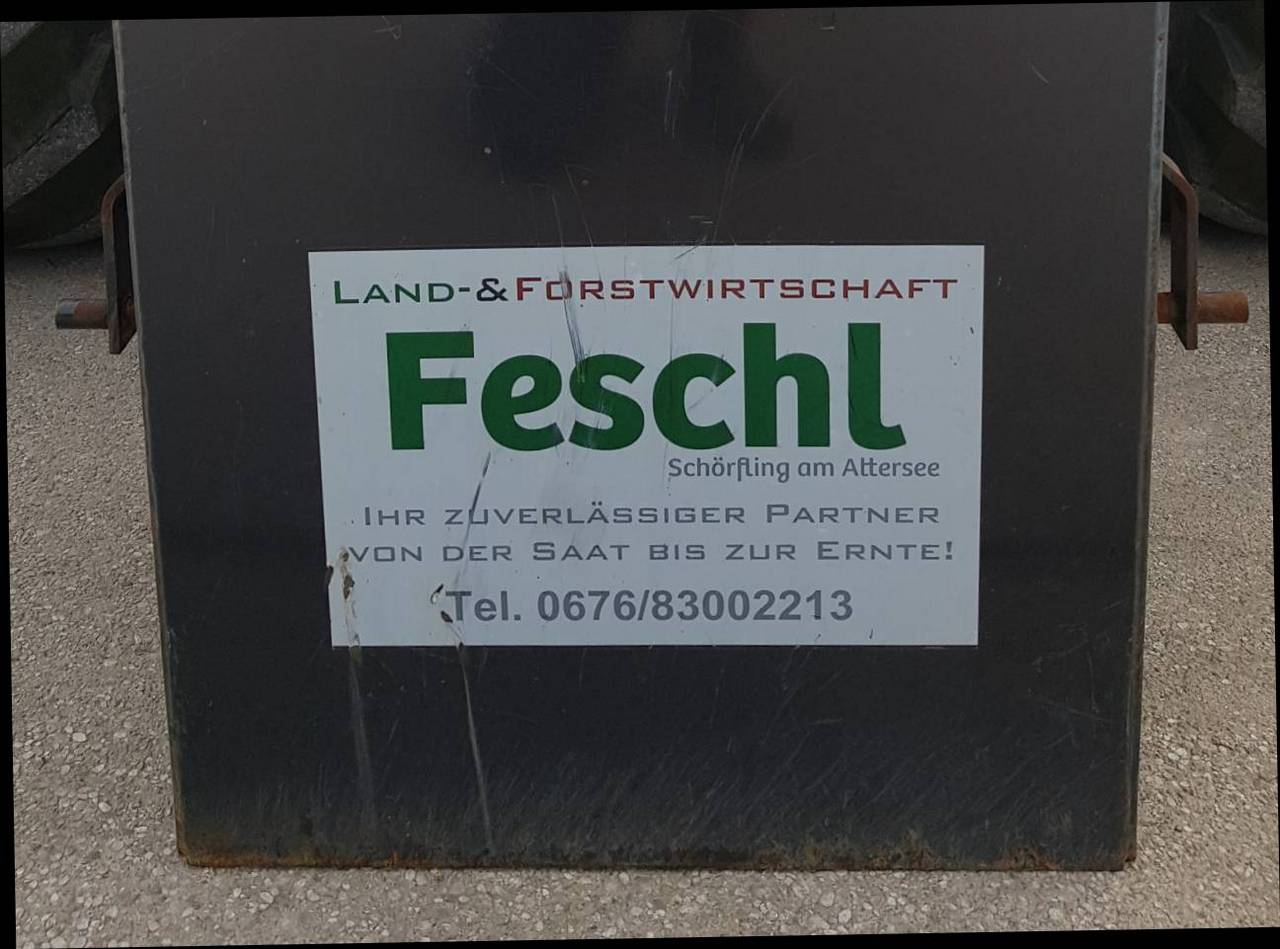 Land-&Forstwirtschaft
Feschl
Schörfling am Attersee
Ihr zuverlässiger Partner
von der Saat bis zur Ernte!
Tel. 0676/83002213